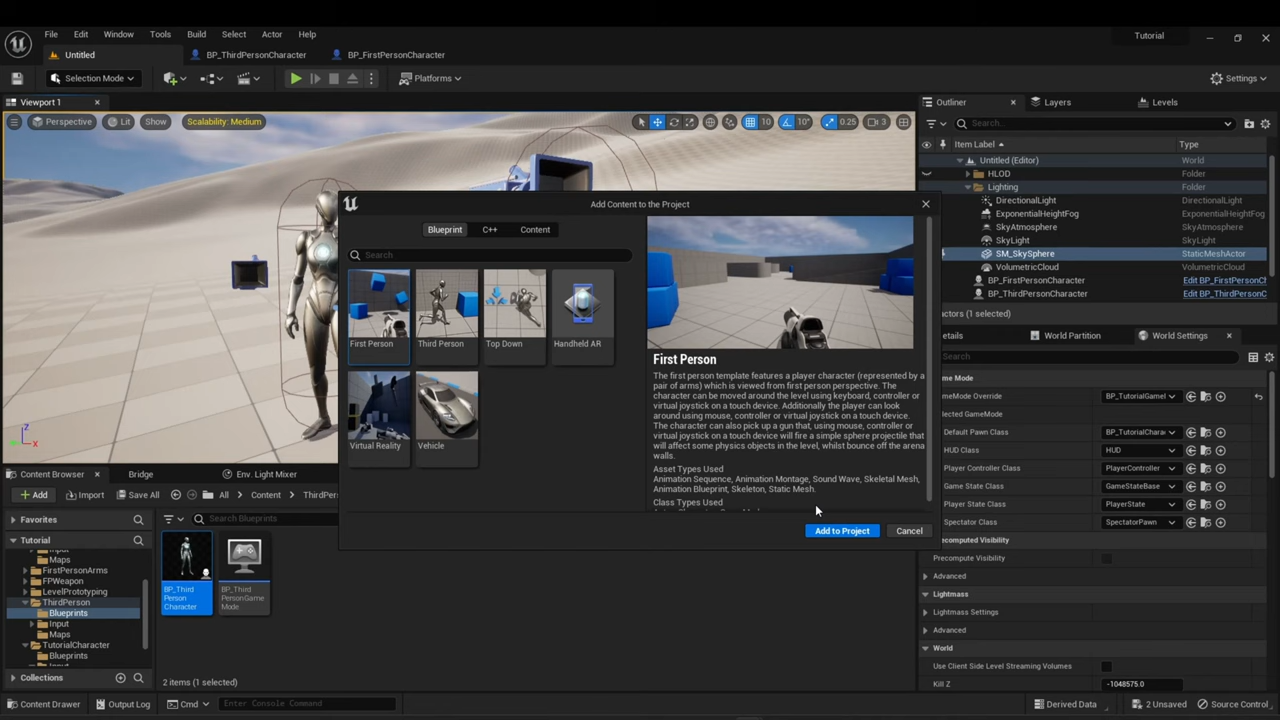 File Edit Window Tools Build Select Actor Help
Tutorial
Untitled BP_ThirdPersonCharacter BP_FirstPersonCharacter
Selection Mode Platforms Settings
Viewport 1
Perspective Lit Show Scalability: Medium 10 10° 0.25 3
Outliner Layers Levels
Search...
Item Label Type
Untitled (Editor) World
HLOD Folder
Lighting Folder
DirectionalLight DirectionalLight
ExponentialHeightFog ExponentialHeightFog
SkyAtmosphere SkyAtmosphere
SkyLight SkyLight
SM_SkySphere StaticMeshActor
VolumetricCloud VolumetricCloud
BP_FirstPersonCharacter Edit BP_FirstPersonCl
BP_ThirdPersonCharacter Edit BP_ThirdPersonC
ctors (1 selected)
Add Content to the Project
Blueprint C++ Content
Search
First Person Third Person Top Down Handheld AR
Virtual Reality Vehicle
First Person
The first person template features a player character (represented by a
pair of arms) which is viewed from first person perspective. The
character can be moved around the level using keyboard, controller or
virtual joystick on a touch device. Additionally the player can look
around using mouse, controller or virtual joystick on a touch device.
The character can also pick up a gun that, using mouse, controller or
virtual joystick on a touch device will fire a simple sphere projectile that
will affect some physics objects in the level, whilst bounce off the arena
walls.
Asset Types Used
Animation Sequence, Animation Montage, Sound Wave, Skeletal Mesh,
Animation Blueprint, Skeleton, Static Mesh.
Class Types Used
Add to Project Cancel
etails World Partition World Settings
Search
ame Mode
ameMode Override BP_TutorialGameI
elected GameMode
Default Pawn Class BP_TutorialChara
HUD Class HUD
Player Controller Class PlayerController
Game State Class GameStateBase
Player State Class PlayerState
Spectator Class SpectatorPawn
recomputed Visibility
Precompute Visibility
Advanced
Lightmass
Lightmass Settings
Advanced
World
Use Client Side Level Streaming Volumes
Kill Z -1048575.0
Content Browser Bridge Env. Light Mixer
Add Import Save All All Content ThirdPers
Favorites
Search Blueprints
Tutorial
Input
Maps
FirstPersonArms
FPWeapon
LevelPrototyping
ThirdPerson
Blueprints
Input
Maps
TutorialCharacter
Blueprints
Collections
BP_Third
Person
Character
BP_Third
PersonGame
Mode
2 items (1 selected)
Content Drawer Output Log Cmd Enter Console Command Derived Data 2 Unsaved Source Control